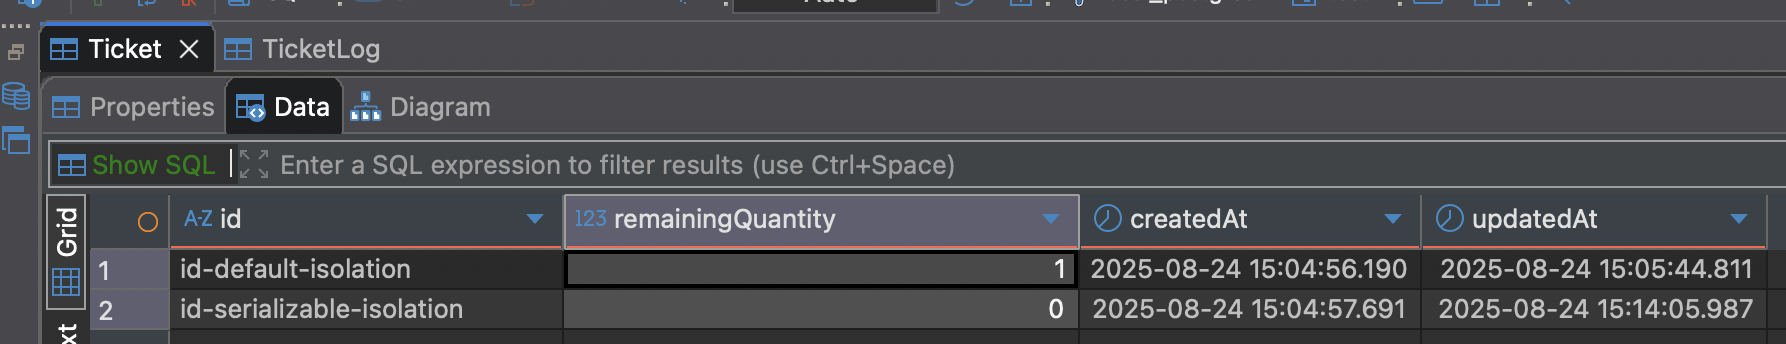 Auto
Ticket TicketLog
Properties Data Diagram
Show SQL Enter a SQL expression to filter results (use Ctrl+Space)
Grid
A-Z id 123 remainingQuantity createdAt updatedAt
1 id-default-isolation 1 2025-08-24 15:04:56.190 2025-08-24 15:05:44.811
2 id-serializable-isolation 0 2025-08-24 15:04:57.691 2025-08-24 15:14:05.987